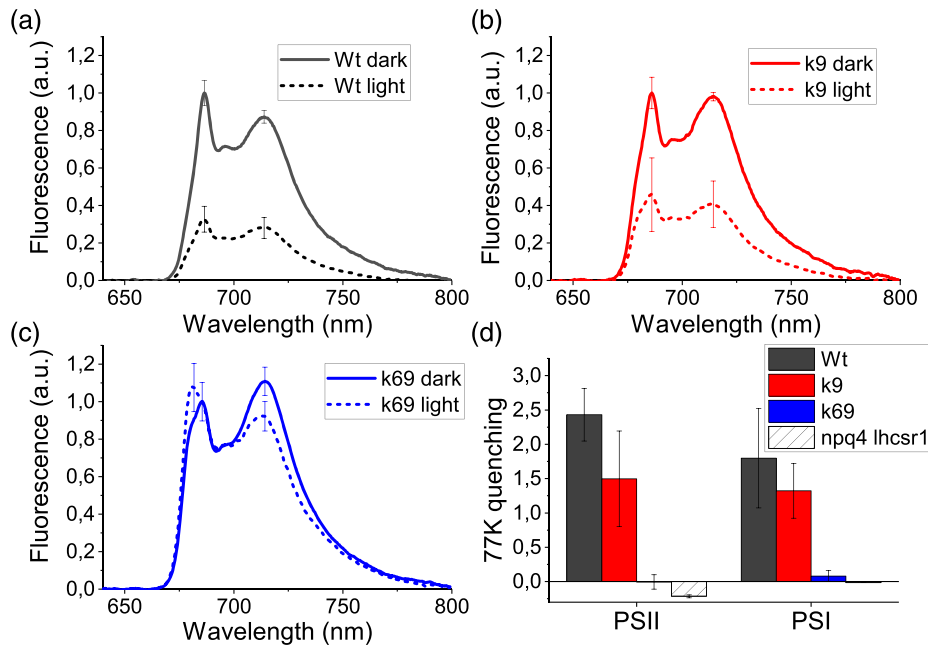 (a)
Fluorescence (a.u.)
1,2
1,0
0,8
0,6
0,4
0,2
0,0
Wt dark
Wt light
650
700
750
800
Wavelength (nm)
(b)
Fluorescence (a.u.)
1,2
1,0
0,8
0,6
0,4
0,2
0,0
k9 dark
k9 light
650
700
750
800
Wavelength (nm)
(c)
Fluorescence (a.u.)
1,2
1,0
0,8
0,6
0,4
0,2
0,0
k69 dark
k69 light
650
700
750
800
Wavelength (nm)
(d)
77K quenching
3,0
2,5
2,0
1,5
1,0
0,5
0,0
Wt
k9
k69
npq4 lhcsr1
PSII
PSI